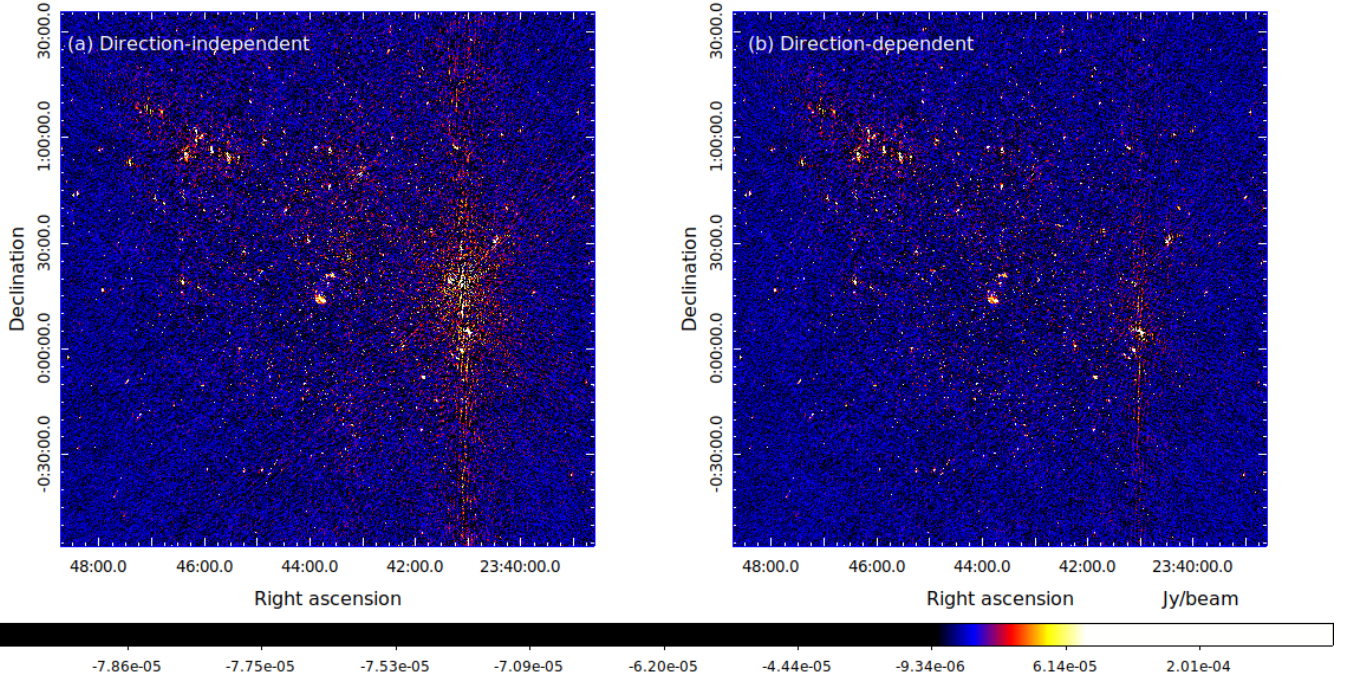 (a) Direction-independent
(b) Direction-dependent
30:00.0
1:00:00.0
30:00.0
0:00:00.0
-0:30:00.0
Declination
30:00.0
1:00:00.0
30:00.0
0:00:00.0
-0:30:00.0
Declination
48:00.0 46:00.0 44:00.0 42:00.0 23:40:00.0
48:00.0 46:00.0 44:00.0 42:00.0 23:40:00.0
Right ascension
Right ascension
Jy/beam
-7.86e-05 -7.75e-05 -7.53e-05 -7.09e-05 -6.20e-05 -4.44e-05 -9.34e-06 6.14e-05 2.01e-04